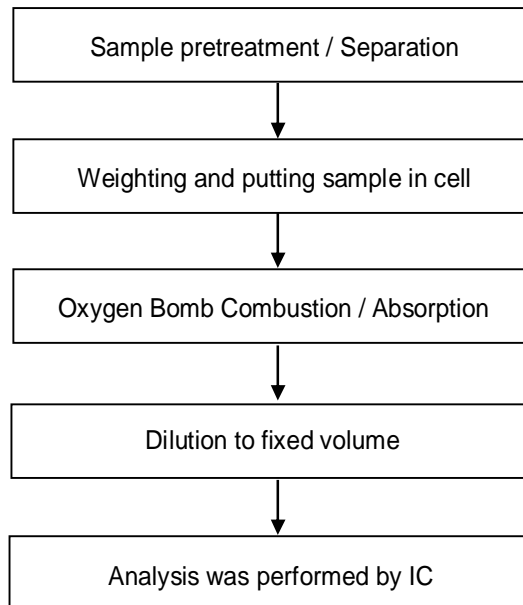 Sample pretreatment / Separation
Weighting and putting sample in cell
Oxygen Bomb Combustion / Absorption
Dilution to fixed volume
Analysis was performed by IC